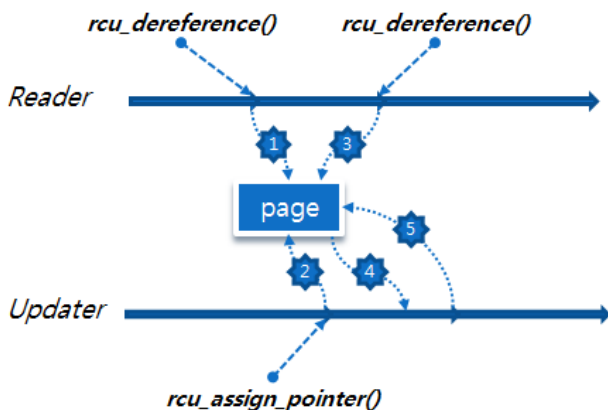 rcu_dereference() rcu_dereference()
Reader
1 3
page
5
2 4
Updater
rcu_assign_pointer()